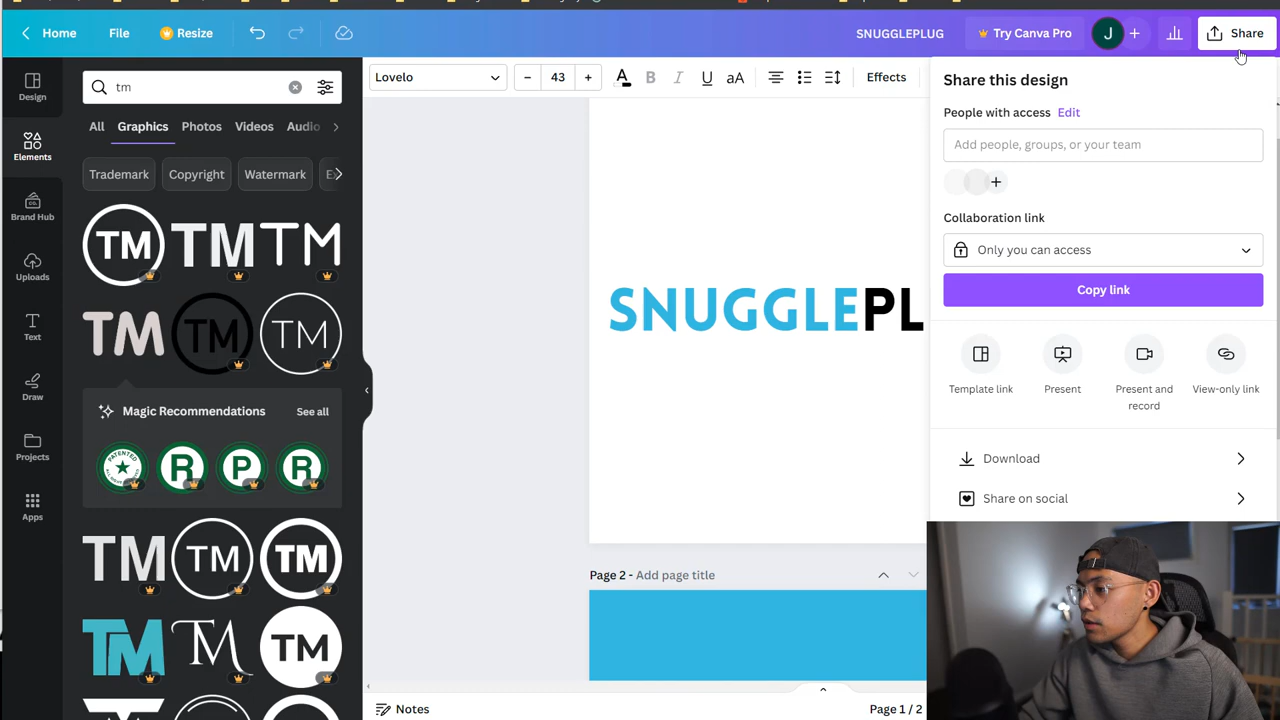 Home
File
Resize
SNUGGLEPLUG
Try Canva Pro
J
Share
Design
Elements
Brand Hub
Uploads
Text
Draw
Projects
Apps
tm
All
Graphics
Photos
Videos
Audio
Trademark
Copyright
Watermark
TM
TM
TM
TM
TM
TM
Magic Recommendations
See all
PATENTED
R
P
R
TM
TM
TM
TM
TM
TM
Lovelo
43
A
B
I
U
aA
Effects
SNUGGLEPL
Page 2 - Add page title
Notes
Page 1 / 2
Share this design
People with access Edit
Add people, groups, or your team
Collaboration link
Only you can access
Copy link
Template link
Present
Present and record
View-only link
Download
Share on social